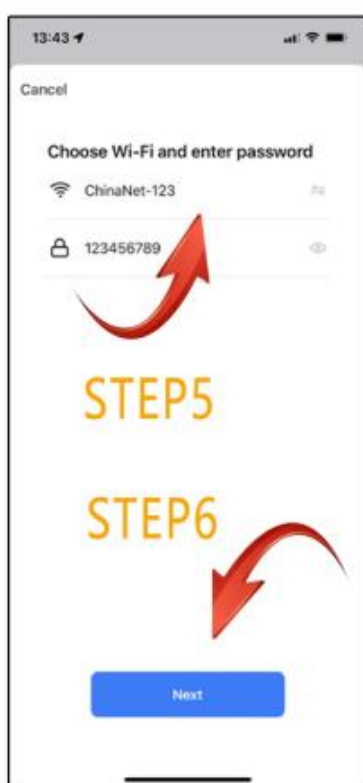 13:43
Cancel
Choose Wi-Fi and enter password
ChinaNet-123
123456789
STEP5
STEP6
Next